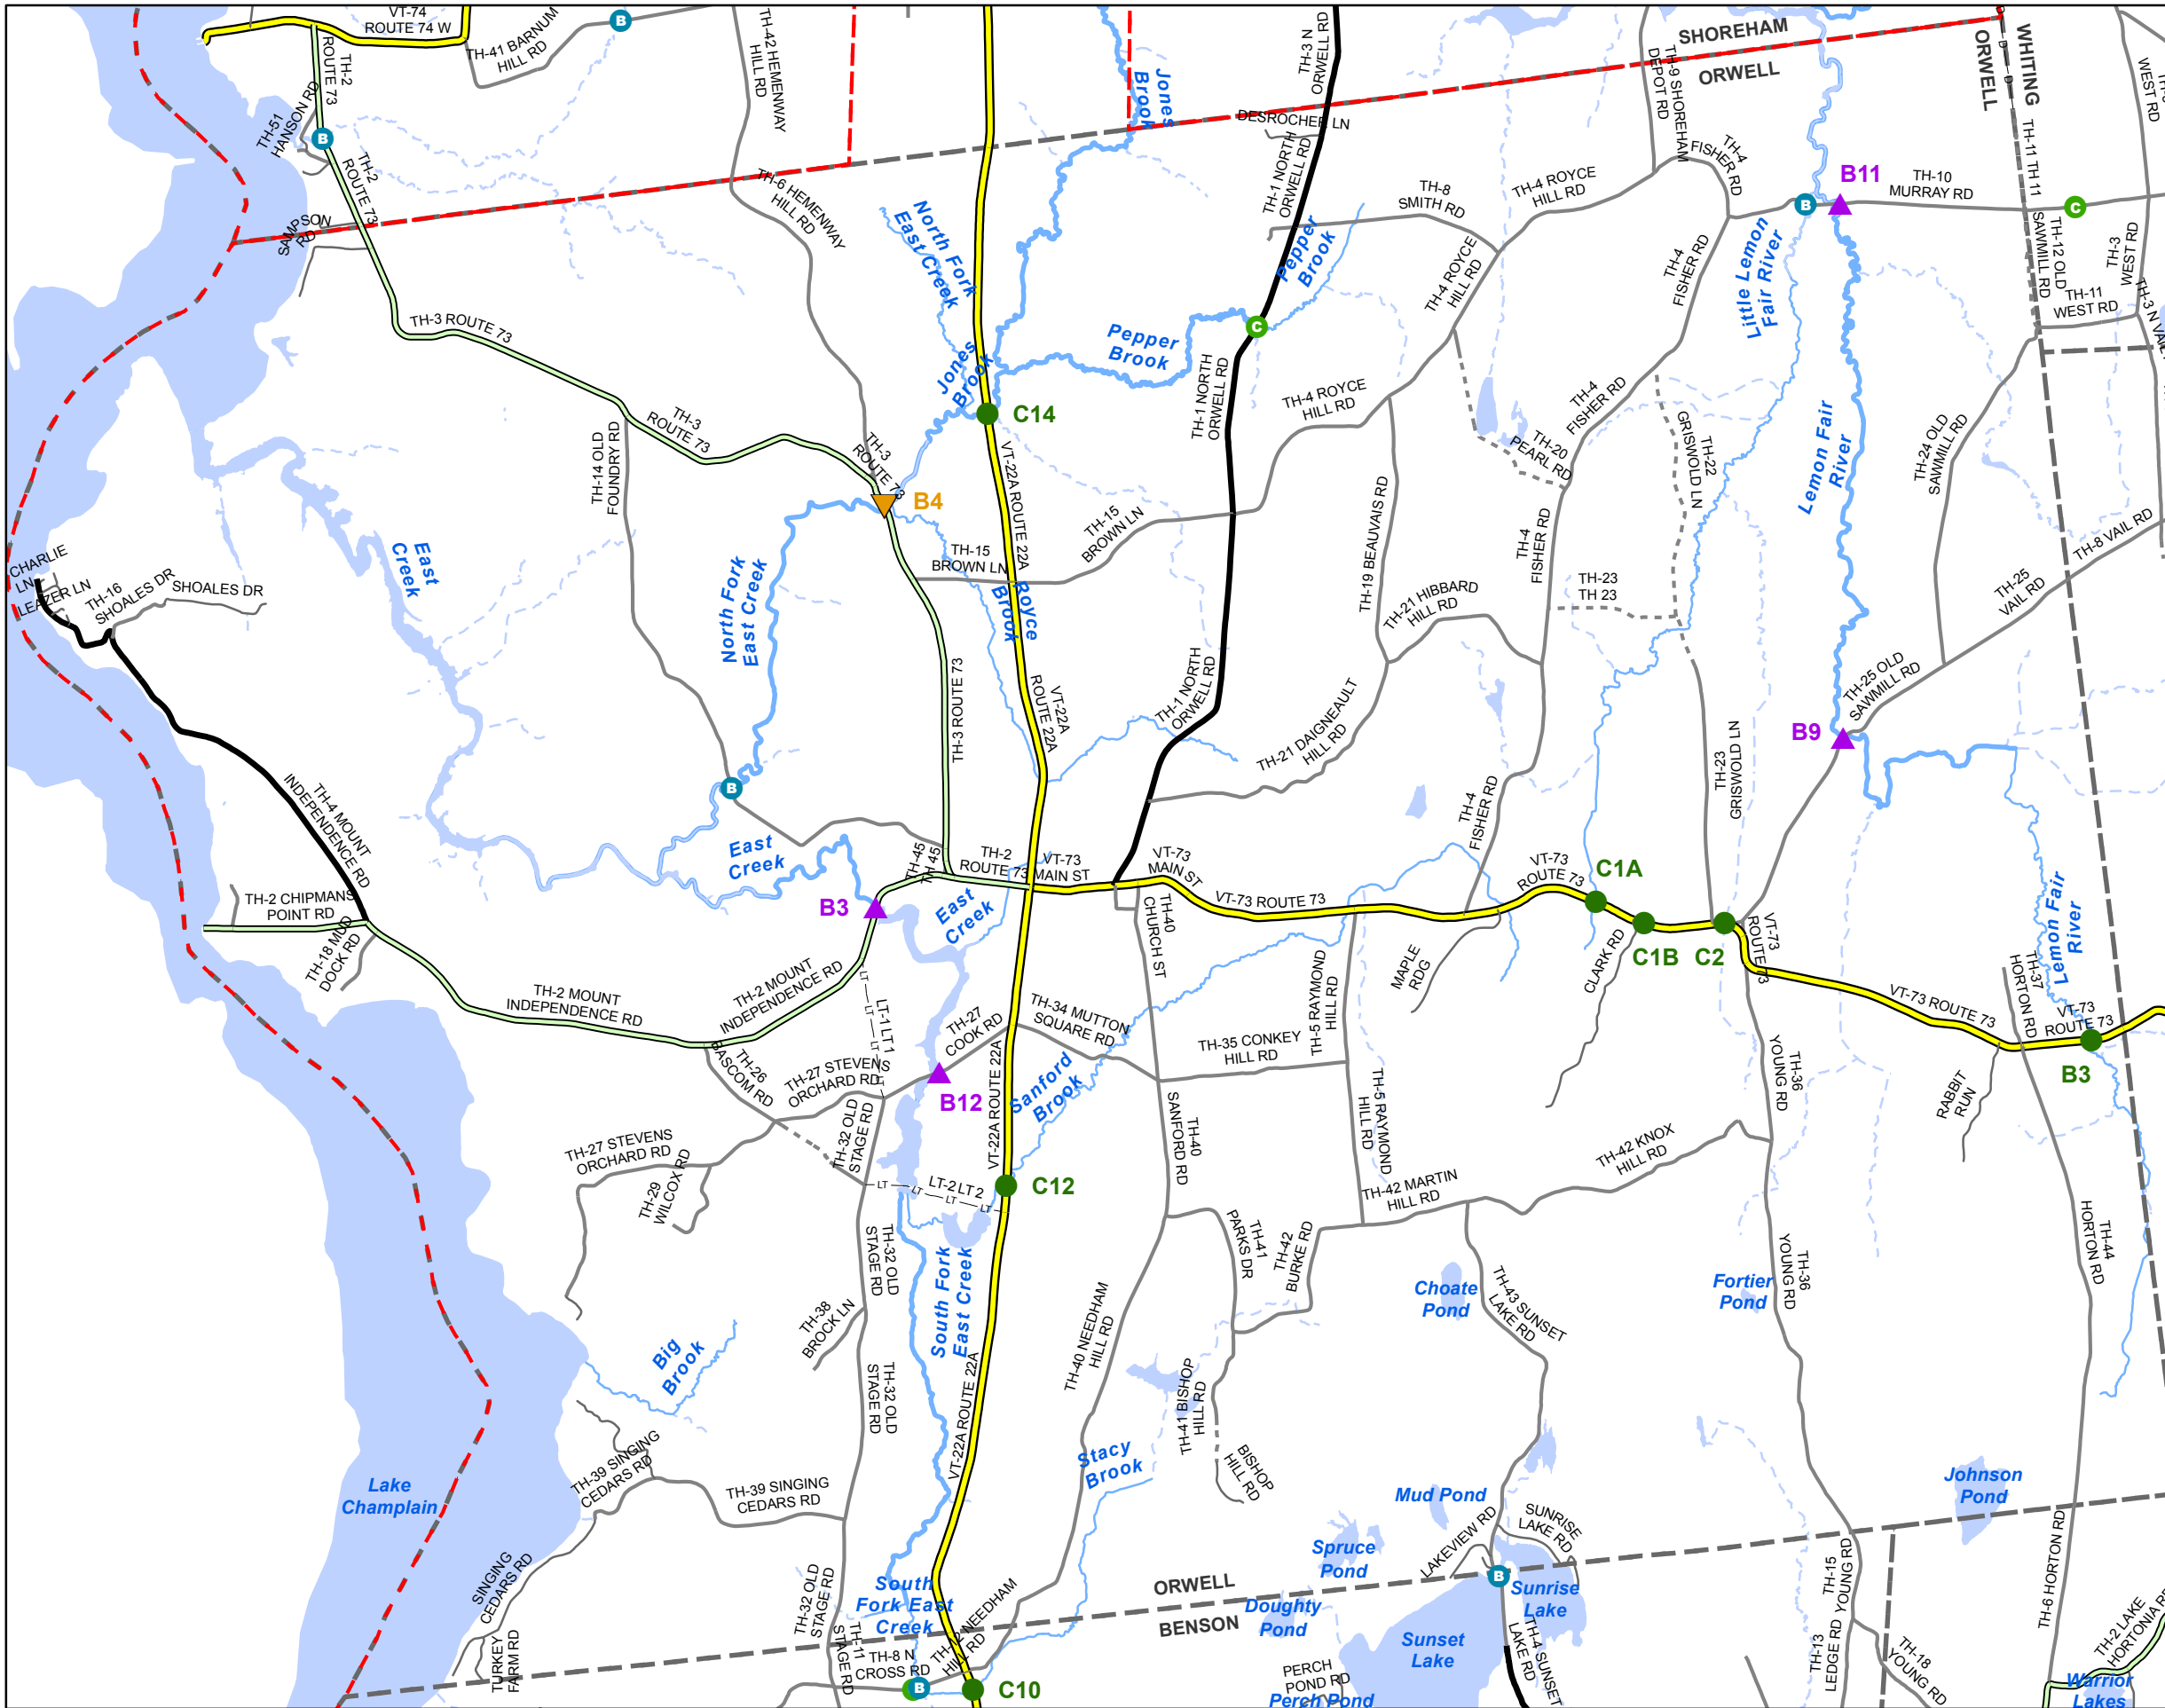 VT-74
ROUTE 74 W
TH-41 BARNUM
HILL RD
B
TH-42 HEMENWAY
HILL RD
TH-2
ROUTE 73
TH-51
HANSON RD
B
TH-2
ROUTE 73
SAMPSON
RD
TH-3 ROUTE 73
TH-6 HEMENWAY
HILL RD
Jones
Brook
TH-3 N
ORWELL RD
DESROCHER LN
TH-1 NORTH
ORWELL RD
SHOREHAM
ORWELL
TH-9 SHOREHAM
DEPOT RD
WHITING
ORWELL
TH-11 TH 11
WEST RD
TH-4
FISHER RD
TH-4 ROYCE
HILL RD
TH-8
SMITH RD
B
B11
TH-10
MURRAY RD
C
TH-12 OLD
SAWMILL RD
TH-3
WEST RD
TH-11
WEST RD
North Fork
East Creek
Pepper
Brook
Pepper
Brook
C
TH-4 ROYCE
HILL RD
TH-4
FISHER RD
Little Lemon
Fair River
Jones
Brook
C14
TH-3
ROUTE 73
TH-3
ROUTE 73
TH-14 OLD
FOUNDRY RD
B4
TH-1 NORTH
ORWELL RD
TH-4 ROYCE
HILL RD
TH-4
FISHER RD
TH-20
PEARL RD
TH-22
GRISWOLD LN
Lemon Fair
River
TH-24 OLD
SAWMILL RD
TH-8 VAIL RD
VT-22A ROUTE 22A
TH-15
BROWN LN
TH-15
BROWN LN
TH-19 BEAUVAIS RD
TH-4
FISHER RD
TH-23
TH 23
TH-25
VAIL RD
East
Creek
North Fork
East Creek
CHARLIE
LN
LEAZER LN
TH-16
SHOALES DR
SHOALES DR
Royce
Brook
TH-21 HIBBARD
HILL RD
TH-3 ROUTE 73
VT-22A
ROUTE 22A
TH-1 NORTH
ORWELL RD
TH-21 DAIGNEAULT
HILL RD
TH-25 OLD
SAWMILL RD
B9
TH-23
GRISWOLD LN
B
TH-4 MOUNT
INDEPENDENCE RD
TH-4
FISHER RD
East
Creek
TH-45
TH 45
TH-2
ROUTE 73
VT-73
MAIN ST
VT-73
MAIN ST
VT-73 ROUTE 73
VT-73
ROUTE 73
C1A
C1B
C2
VT-73
ROUTE 73
B3
East
Creek
TH-2 CHIPMANS
POINT RD
TH-18 MUD
DOCK RD
TH-40
CHURCH ST
MAPLE
RDG
CLARK RD
TH-2 MOUNT
INDEPENDENCE RD
TH-2 MOUNT
INDEPENDENCE RD
LT
LT-1 LT1
LT
LT
LT
TH-27
COOK RD
TH-34 MUTTON
SQUARE RD
TH-35 CONKEY
HILL RD
TH-5 RAYMOND
HILL RD
VT-73 ROUTE 73
TH-37
HORTON RD
Lemon Fair
River
VT-73
ROUTE 73
B3
TH-26
BASCOM RD
TH-27 STEVENS
ORCHARD RD
B12
VT-22A ROUTE 22A
Sanford
Brook
TH-5 RAYMOND
HILL RD
TH-36
YOUNG RD
RABBIT
RUN
TH-27 STEVENS
ORCHARD RD
TH-29
WILCOX RD
TH-32 OLD
STAGE RD
LT
LT
LT
LT
LT-2 LT 2
C12
TH-40
SANFORD RD
TH-42 MARTIN
HILL RD
TH-42 KNOX
HILL RD
TH-32 OLD
STAGE RD
South Fork
East Creek
TH-41
PARKS DR
TH-42
BURKE RD
TH-44
HORTON RD
TH-38
BROCK LN
TH-40 NEEDHAM
HILL RD
Choate
Pond
TH-43 SUNSET
LAKE RD
Fortier
Pond
TH-36
YOUNG RD
Big
Brook
TH-32 OLD
STAGE RD
VT-22A ROUTE 22A
TH-41 BISHOP
HILL RD
BISHOP
HILL RD
Stacy
Brook
Lake
Champlain
TH-39 SINGING
CEDARS RD
TH-39 SINGING
CEDARS RD
Mud Pond
Johnson
Pond
SINGING
CEDARS RD
TH-32 OLD
STAGE RD
South
Fork East
Creek
LAKEVIEW RD
SUNRISE
LAKE RD
Spruce
Pond
B
Sunrise
Lake
TH-15
YOUNG RD
TH-6 HORTON RD
TH-2 LAKE
HORTONIA RD
ORWELL
BENSON
Doughty
Pond
Sunset
Lake
TURKEY
FARM RD
TH-11
STAGE RD
TH-8 N
CROSS RD
TH-12 NEEDHAM
HILL RD
B
C10
PERCH
POND RD
Perch Pond
TH-4 SUNSET
LAKE RD
TH-13
LEDGE RD
TH-18
YOUNG RD
Warrior
Lakes